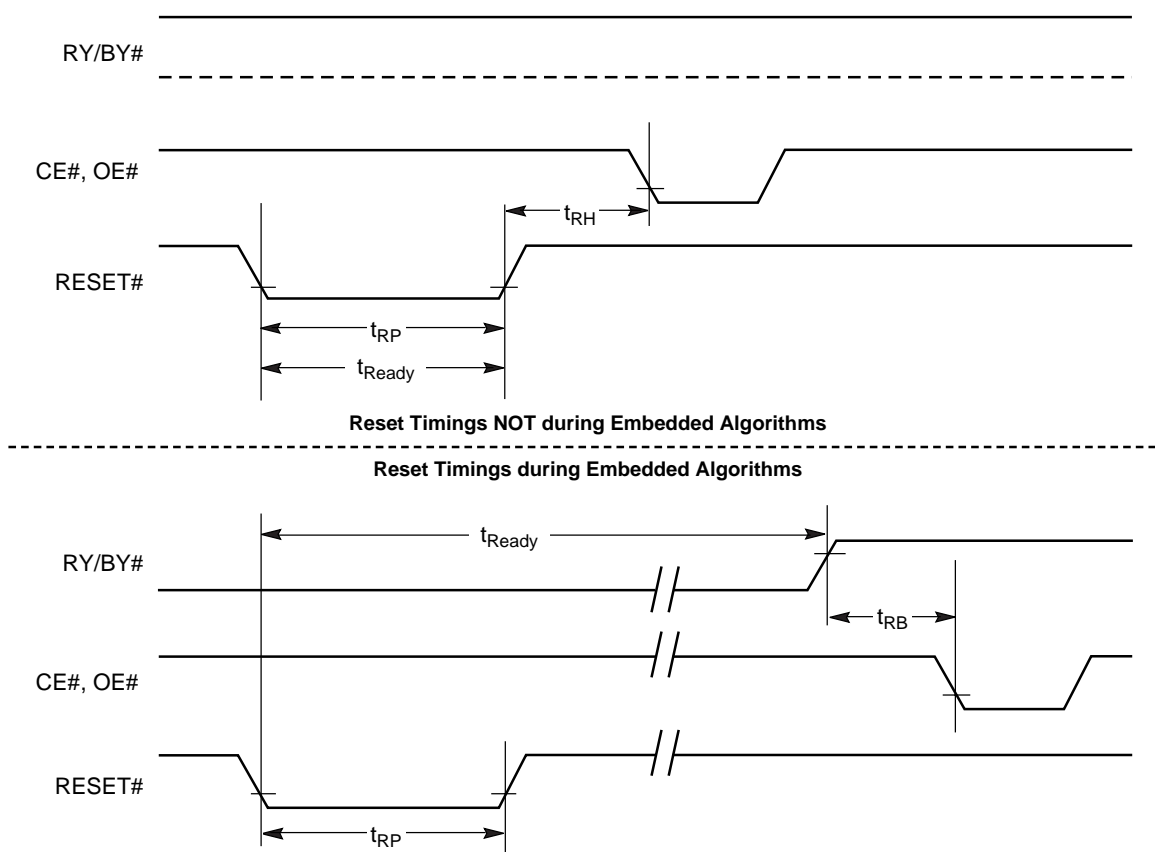 RY/BY#
CE#, OE#
tRH
RESET#
tRP
tReady
Reset Timings NOT during Embedded Algorithms
Reset Timings during Embedded Algorithms
tReady
RY/BY#
tRB
CE#, OE#
RESET#
tRP